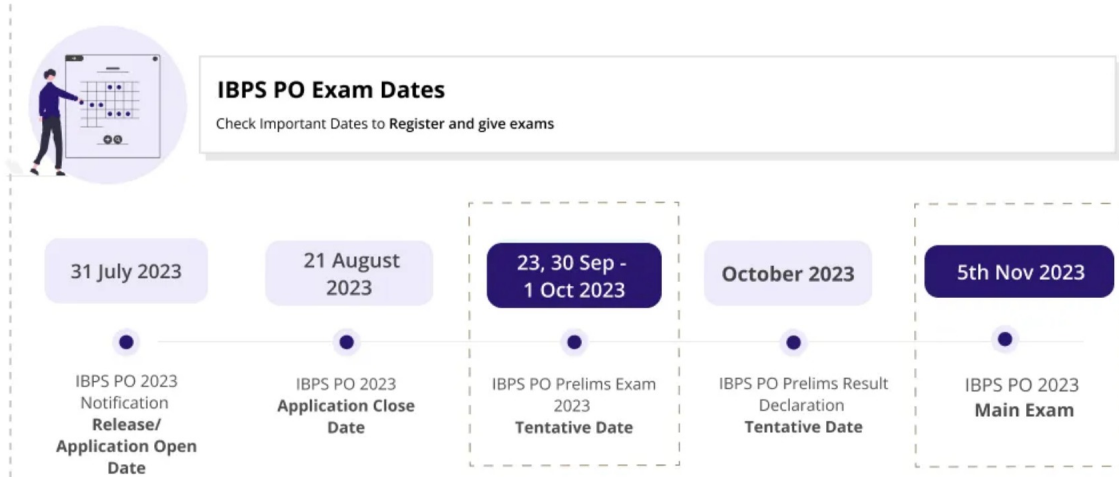 IBPS PO Exam Dates
Check Important Dates to Register and give exams
31 July 2023
IBPS PO 2023
Notification
Release/
Application Open
Date
21 August
2023
IBPS PO 2023
Application Close
Date
23, 30 Sep -
1 Oct 2023
IBPS PO Prelims Exam
2023
Tentative Date
October 2023
IBPS PO Prelims Result
Declaration
Tentative Date
5th Nov 2023
IBPS PO 2023
Main Exam